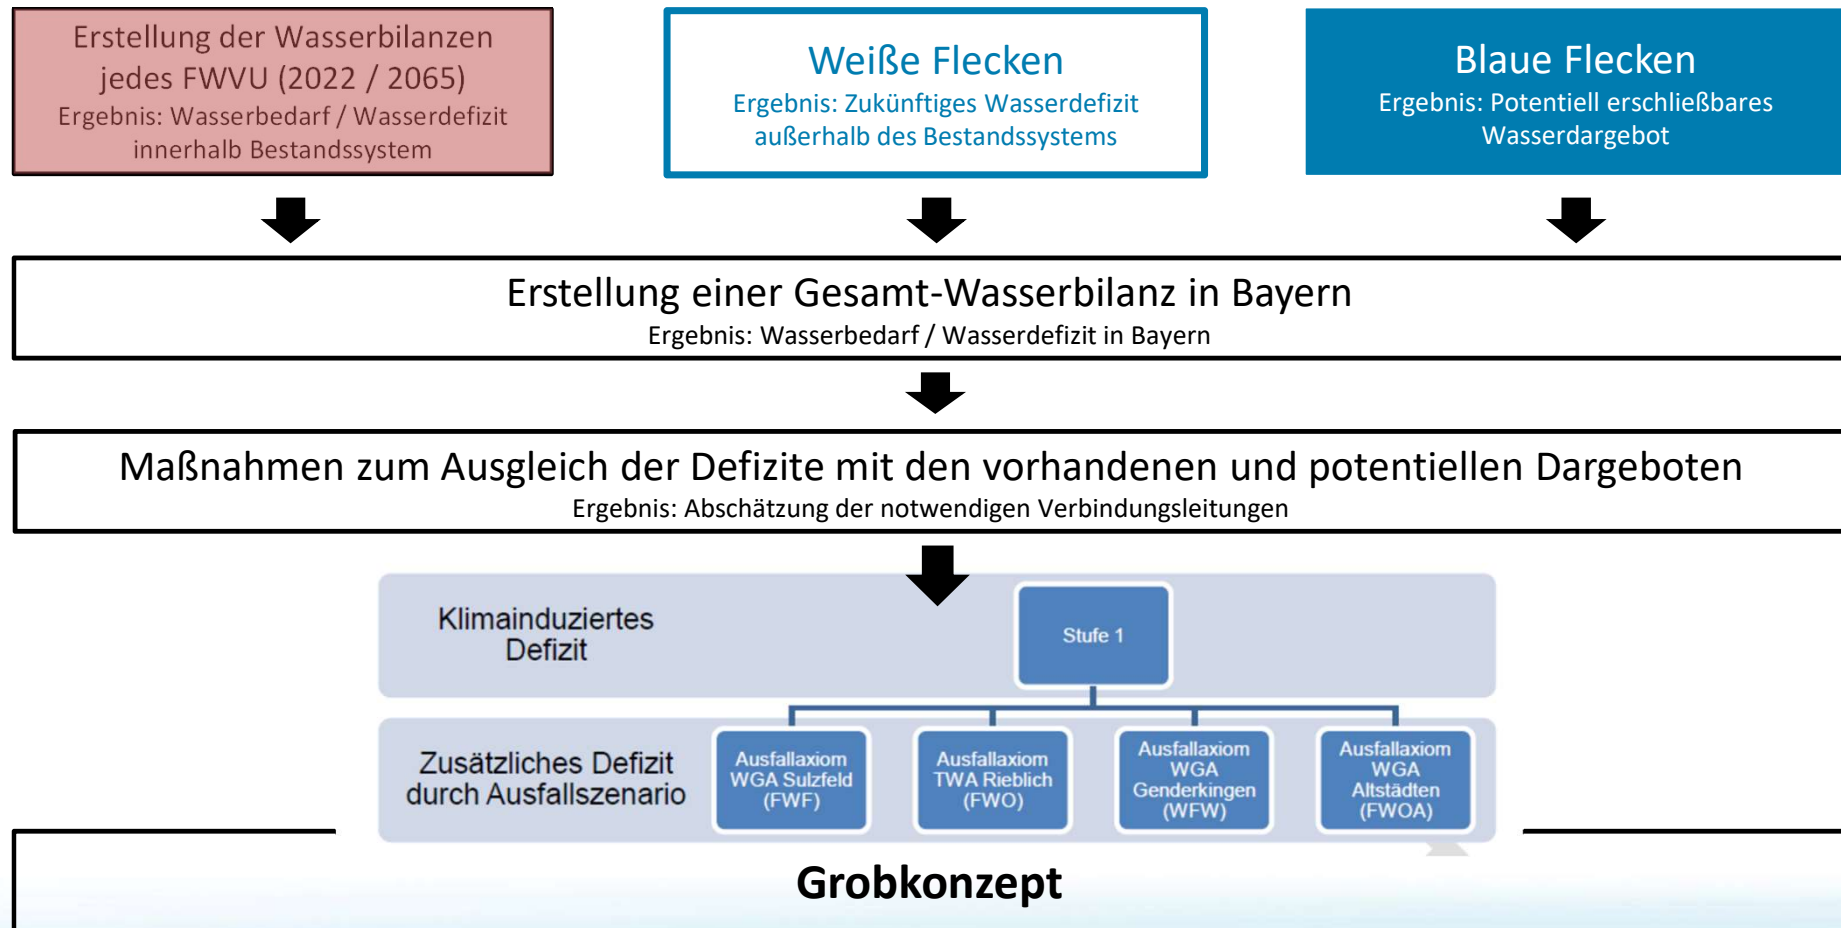 Erstellung der Wasserbilanzen
jedes FWVU (2022 / 2065)
Ergebnis: Wasserbedarf / Wasserdefizit
innerhalb Bestandssystem
Weiße Flecken
Ergebnis: Zukünftiges Wasserdefizit
außerhalb des Bestandssystems
Blaue Flecken
Ergebnis: Potentiell erschließbares
Wasserdargebot
Erstellung einer Gesamt-Wasserbilanz in Bayern
Ergebnis: Wasserbedarf / Wasserdefizit in Bayern
Maßnahmen zum Ausgleich der Defizite mit den vorhandenen und potentiellen Dargeboten
Ergebnis: Abschätzung der notwendigen Verbindungsleitungen
Klimainduziertes
Defizit
Stufe 1
Zusätzliches Defizit
durch Ausfallszenario
Ausfallaxiom
WGA Sulzfeld
(FWF)
Ausfallaxiom
TWA Rieblich
(FWO)
Ausfallaxiom
WGA
Genderkingen
(WFW)
Ausfallaxiom
WGA
Altstädten
(FWOA)
Grobkonzept